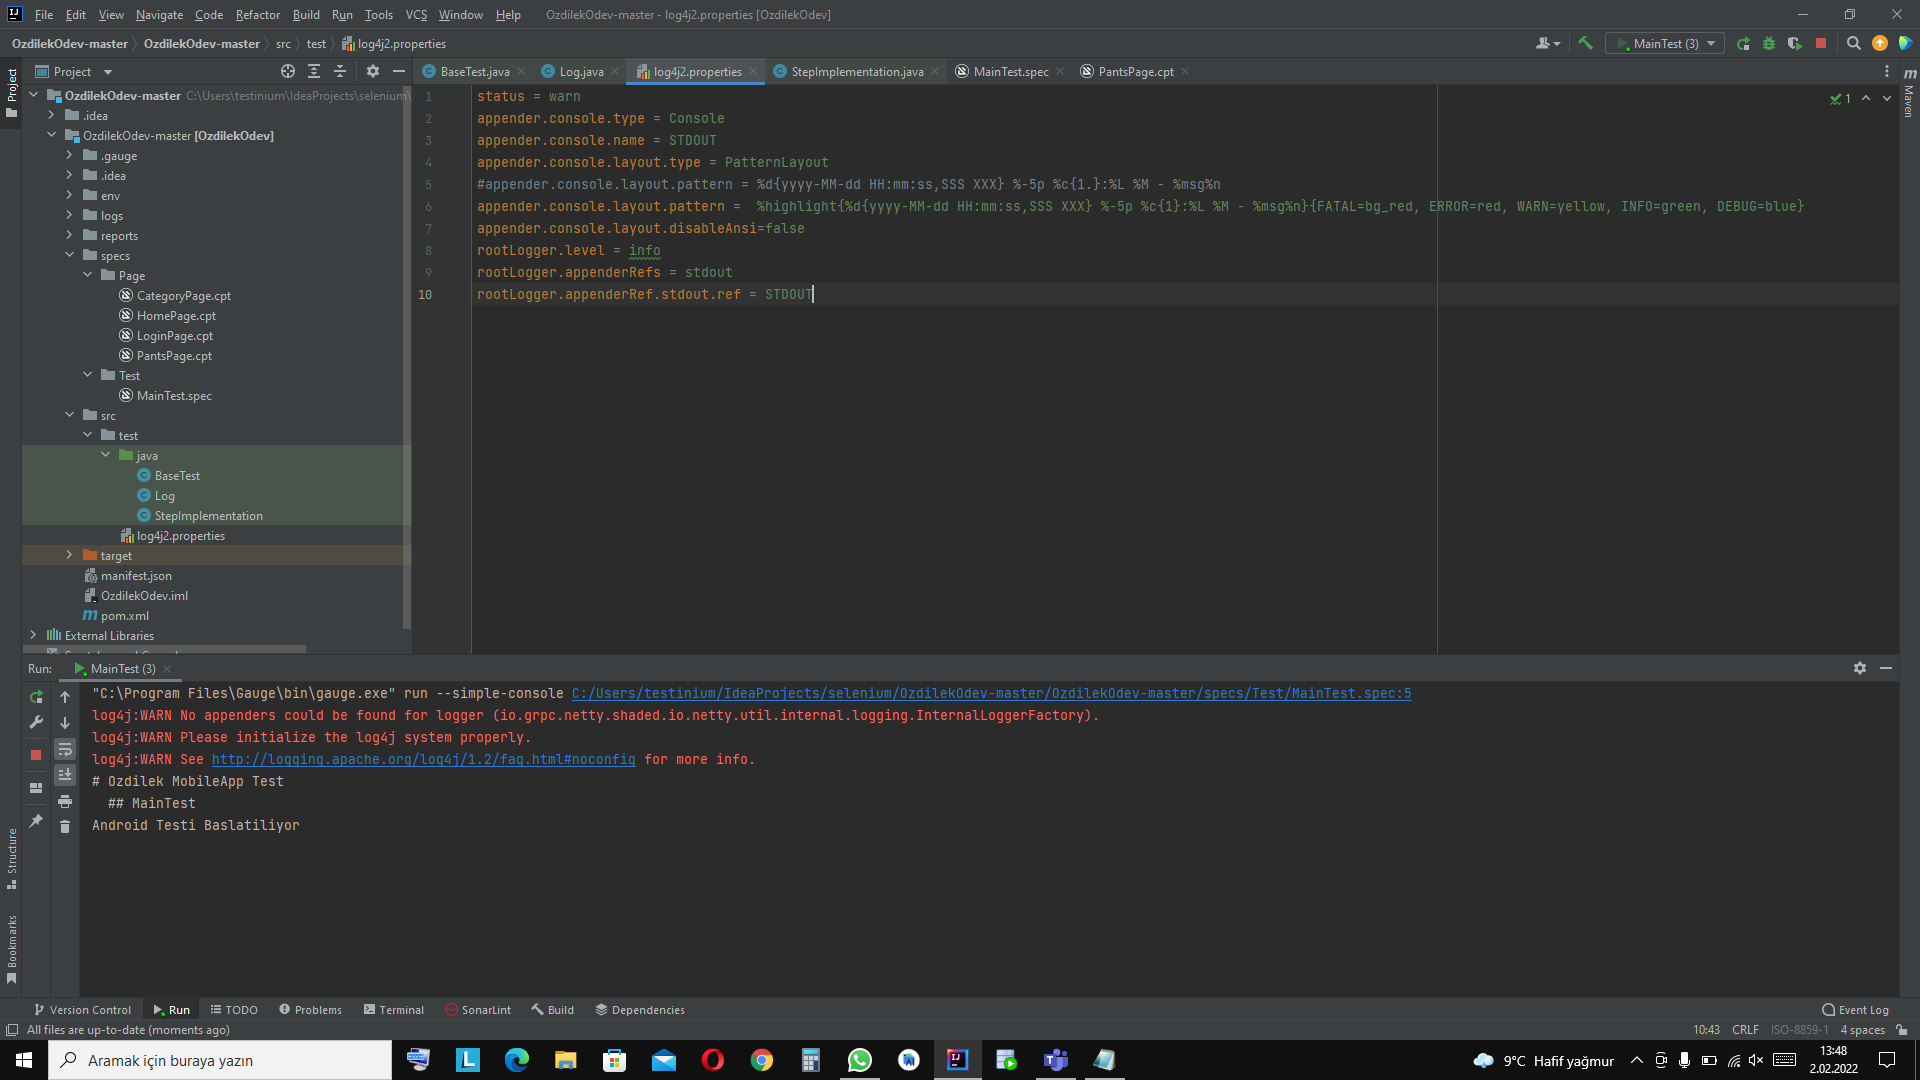 File Edit View Navigate Code Refactor Build Run Tools VCS Window Help OzdilekOdev-master - log4j2.properties [OzdilekOdev]
OzdilekOdev-master OzdilekOdev-master src test log4j2.properties MainTest (3)
Project BaseTest.java Log.java log4j2.properties StepImplementation.java MainTest.spec PantsPage.cpt
Project
Maven
OzdilekOdev-master C:\Users\testinium\IdeaProjects\selenium\
.idea
OzdilekOdev-master [OzdilekOdev]
.gauge
.idea
env
logs
reports
specs
Page
CategoryPage.cpt
HomePage.cpt
LoginPage.cpt
PantsPage.cpt
Test
MainTest.spec
src
test
java
BaseTest
Log
StepImplementation
log4j2.properties
target
manifest.json
OzdilekOdev.iml
pom.xml
External Libraries
1 status = warn
2 appender.console.type = Console
3 appender.console.name = STDOUT
4 appender.console.layout.type = PatternLayout
5 #appender.console.layout.pattern = %d{yyyy-MM-dd HH:mm:ss,SSS XXX} %-5p %c{1.}:%L %M - %msg%n
6 appender.console.layout.pattern =  %highlight{%d{yyyy-MM-dd HH:mm:ss,SSS XXX} %-5p %c{1}:%L %M - %msg%n}{FATAL=bg_red, ERROR=red, WARN=yellow, INFO=green, DEBUG=blue}
7 appender.console.layout.disableAnsi=false
8 rootLogger.level = info
9 rootLogger.appenderRefs = stdout
10 rootLogger.appenderRef.stdout.ref = STDOUT
1
Run: MainTest (3)
"C:\Program Files\Gauge\bin\gauge.exe" run --simple-console C:/Users/testinium/IdeaProjects/selenium/OzdilekOdev-master/OzdilekOdev-master/specs/Test/MainTest.spec:5
log4j:WARN No appenders could be found for logger (io.grpc.netty.shaded.io.netty.util.internal.logging.InternalLoggerFactory).
log4j:WARN Please initialize the log4j system properly.
log4j:WARN See http://logging.apache.org/log4j/1.2/faq.html#noconfig for more info.
# Ozdilek MobileApp Test
## MainTest
Android Testi Baslatiliyor
Structure
Bookmarks
Version Control Run TODO Problems Terminal SonarLint Build Dependencies Event Log
All files are up-to-date (moments ago) 10:43 CRLF ISO-8859-1 4 spaces
Aramak için buraya yazın 9°C Hafif yağmur 13:48
2.02.2022